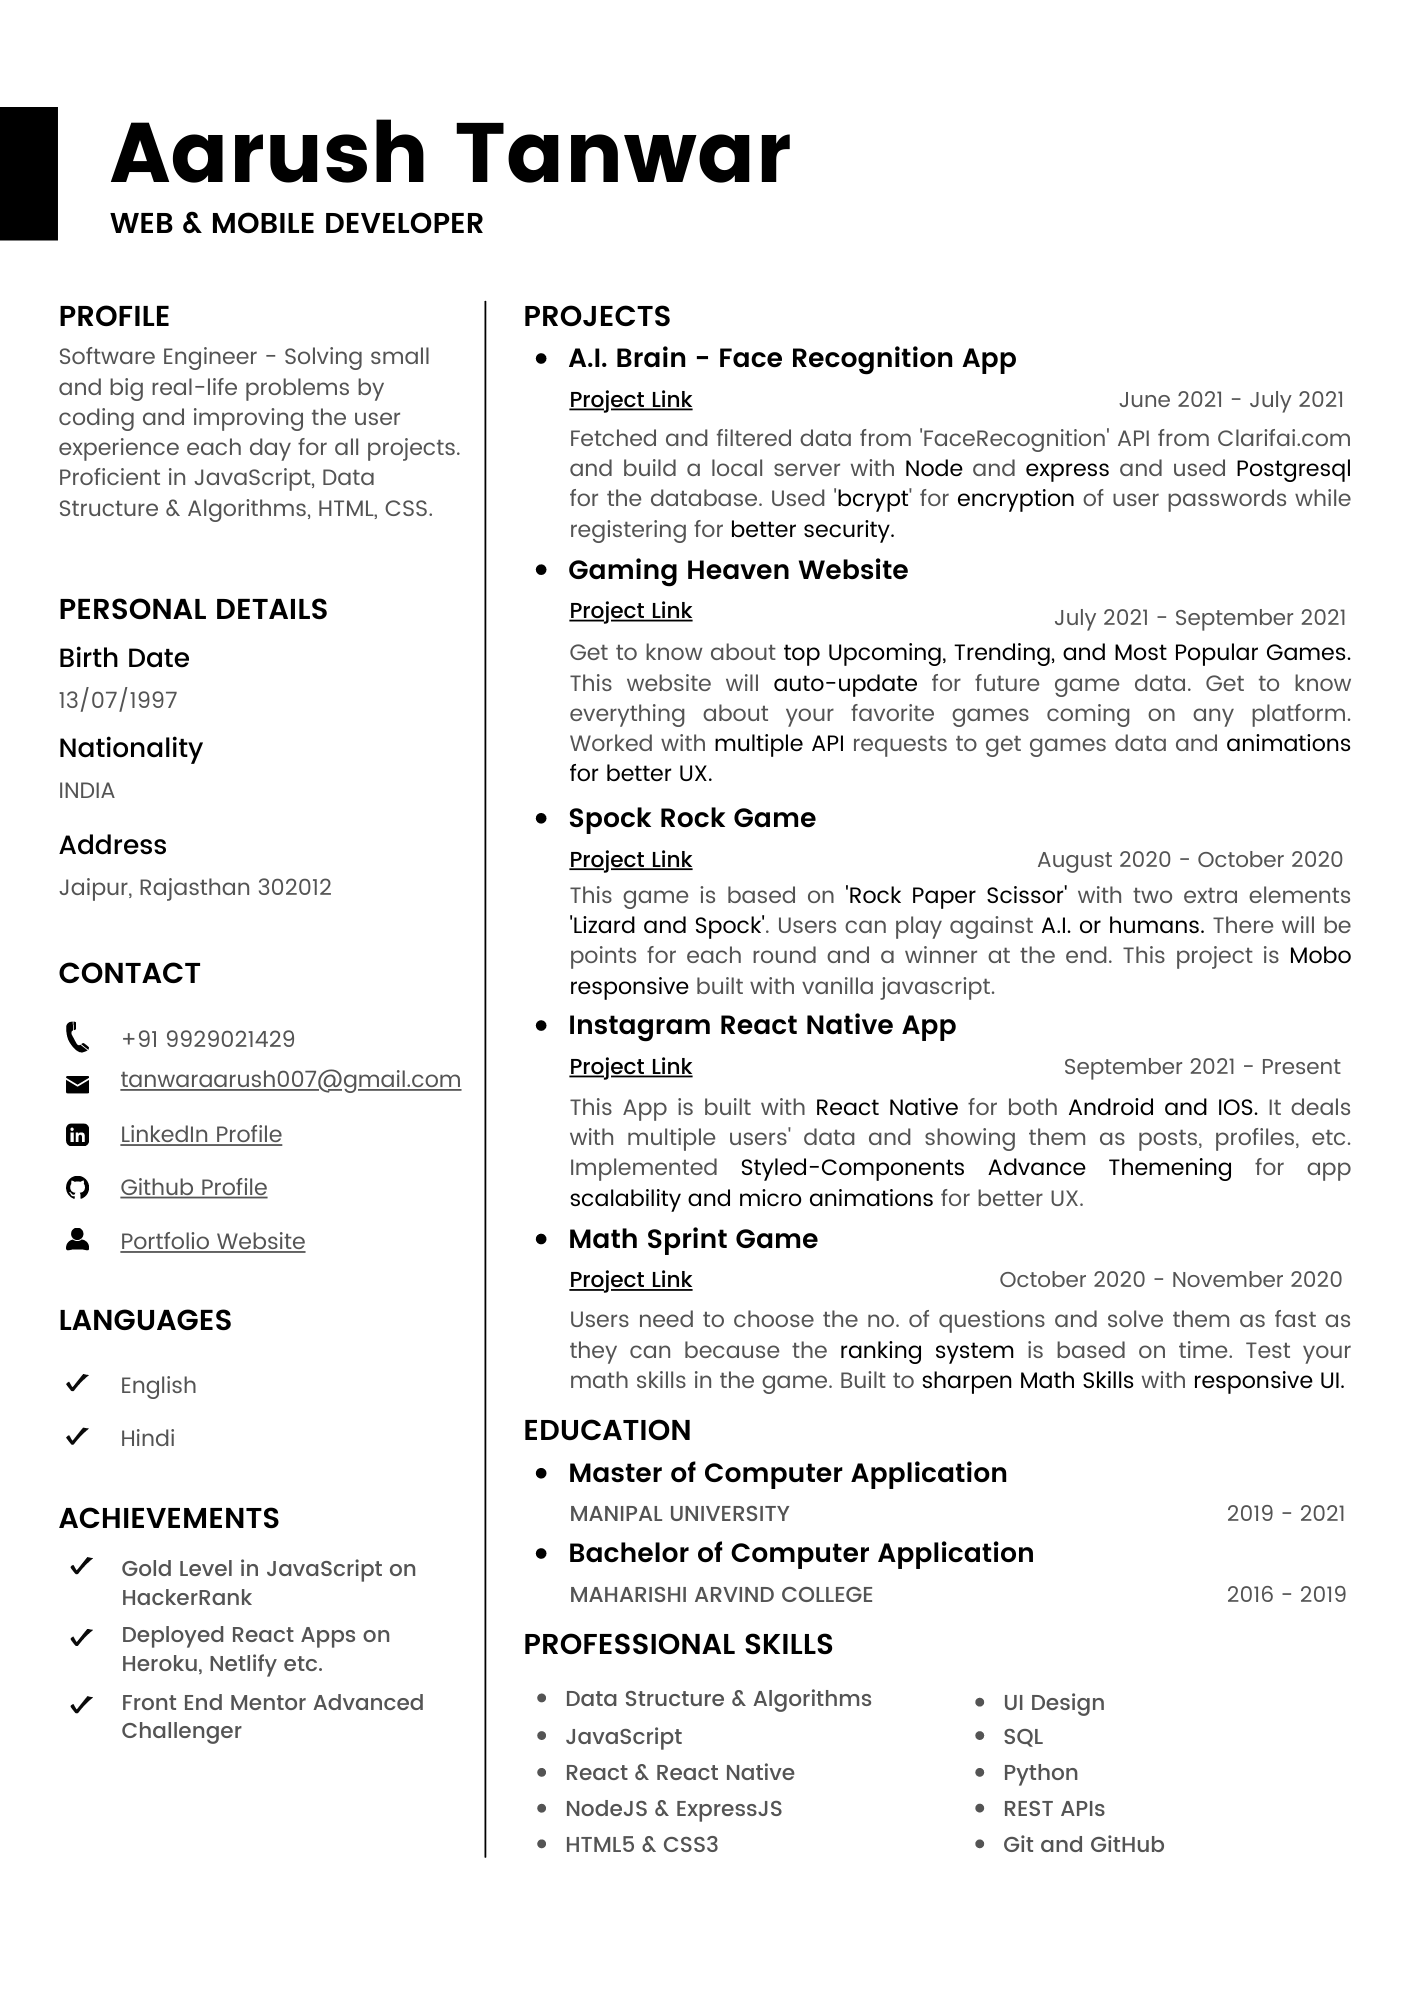 Aarush Tanwar
WEB & MOBILE DEVELOPER
PROFILE
Software Engineer - Solving small
and big real-life problems by
coding and improving the user
experience each day for all projects.
Proficient in JavaScript, Data
Structure & Algorithms, HTML, CSS.
PERSONAL DETAILS
Birth Date
13/07/1997
Nationality
INDIA
Address
Jaipur, Rajasthan 302012
CONTACT
+91 9929021429
tanwaraarush007@gmail.com
LinkedIn Profile
Github Profile
Portfolio Website
LANGUAGES
English
Hindi
ACHIEVEMENTS
Gold Level in JavaScript on
HackerRank
Deployed React Apps on
Heroku, Netlify etc.
Front End Mentor Advanced
Challenger
PROJECTS
A.I. Brain - Face Recognition App
Project Link June 2021 - July 2021
Fetched and filtered data from 'FaceRecognition' API from Clarifai.com
and build a local server with Node and express and used Postgresql
for the database. Used 'bcrypt' for encryption of user passwords while
registering for better security.
Gaming Heaven Website
Project Link July 2021 - September 2021
Get to know about top Upcoming, Trending, and Most Popular Games.
This website will auto-update for future game data. Get to know
everything about your favorite games coming on any platform.
Worked with multiple API requests to get games data and animations
for better UX.
Spock Rock Game
Project Link August 2020 - October 2020
This game is based on 'Rock Paper Scissor' with two extra elements
'Lizard and Spock'. Users can play against A.I. or humans. There will be
points for each round and a winner at the end. This project is Mobo
responsive built with vanilla javascript.
Instagram React Native App
Project Link September 2021 - Present
This App is built with React Native for both Android and IOS. It deals
with multiple users' data and showing them as posts, profiles, etc.
Implemented Styled-Components Advance Themening for app
scalability and micro animations for better UX.
Math Sprint Game
Project Link October 2020 - November 2020
Users need to choose the no. of questions and solve them as fast as
they can because the ranking system is based on time. Test your
math skills in the game. Built to sharpen Math Skills with responsive UI.
EDUCATION
Master of Computer Application
MANIPAL UNIVERSITY 2019 - 2021
Bachelor of Computer Application
MAHARISHI ARVIND COLLEGE 2016 - 2019
PROFESSIONAL SKILLS
Data Structure & Algorithms
JavaScript
React & React Native
NodeJS & ExpressJS
HTML5 & CSS3
UI Design
SQL
Python
REST APIs
Git and GitHub